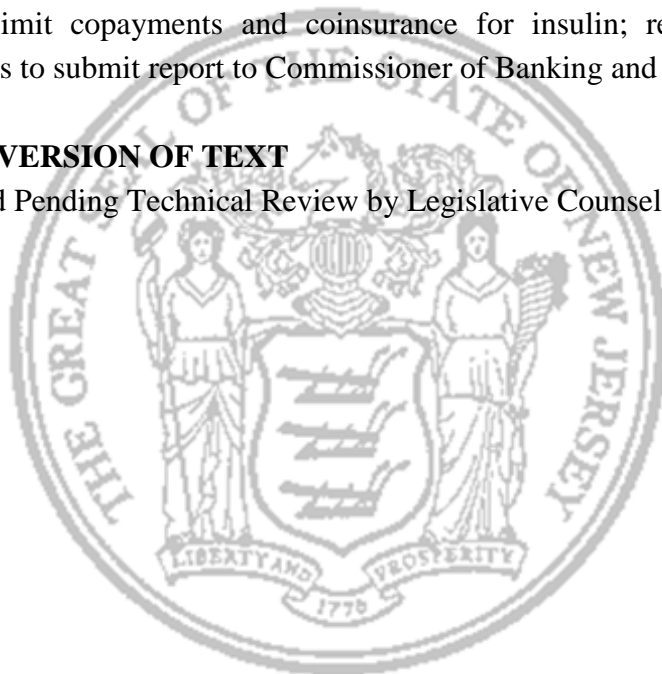 imit copayments and coinsurance for insulin; re
s to submit report to Commissioner of Banking and
VERSION OF TEXT
d Pending Technical Review by Legislative Counsel
THE GREAT SEAL OF THE STATE OF NEW JERSEY
LIBERTY AND PROSPERITY
1776